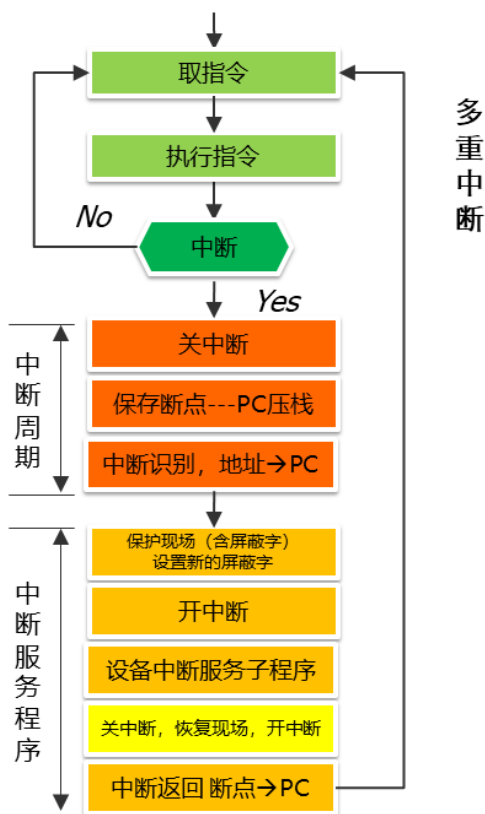 取指令
多重中断
执行指令
No
中断
Yes
中断周期
关中断
保存断点---PC压栈
中断识别，地址→PC
中断服务程序
保护现场（含屏蔽字）
设置新的屏蔽字
开中断
设备中断服务子程序
关中断，恢复现场，开中断
中断返回 断点→PC